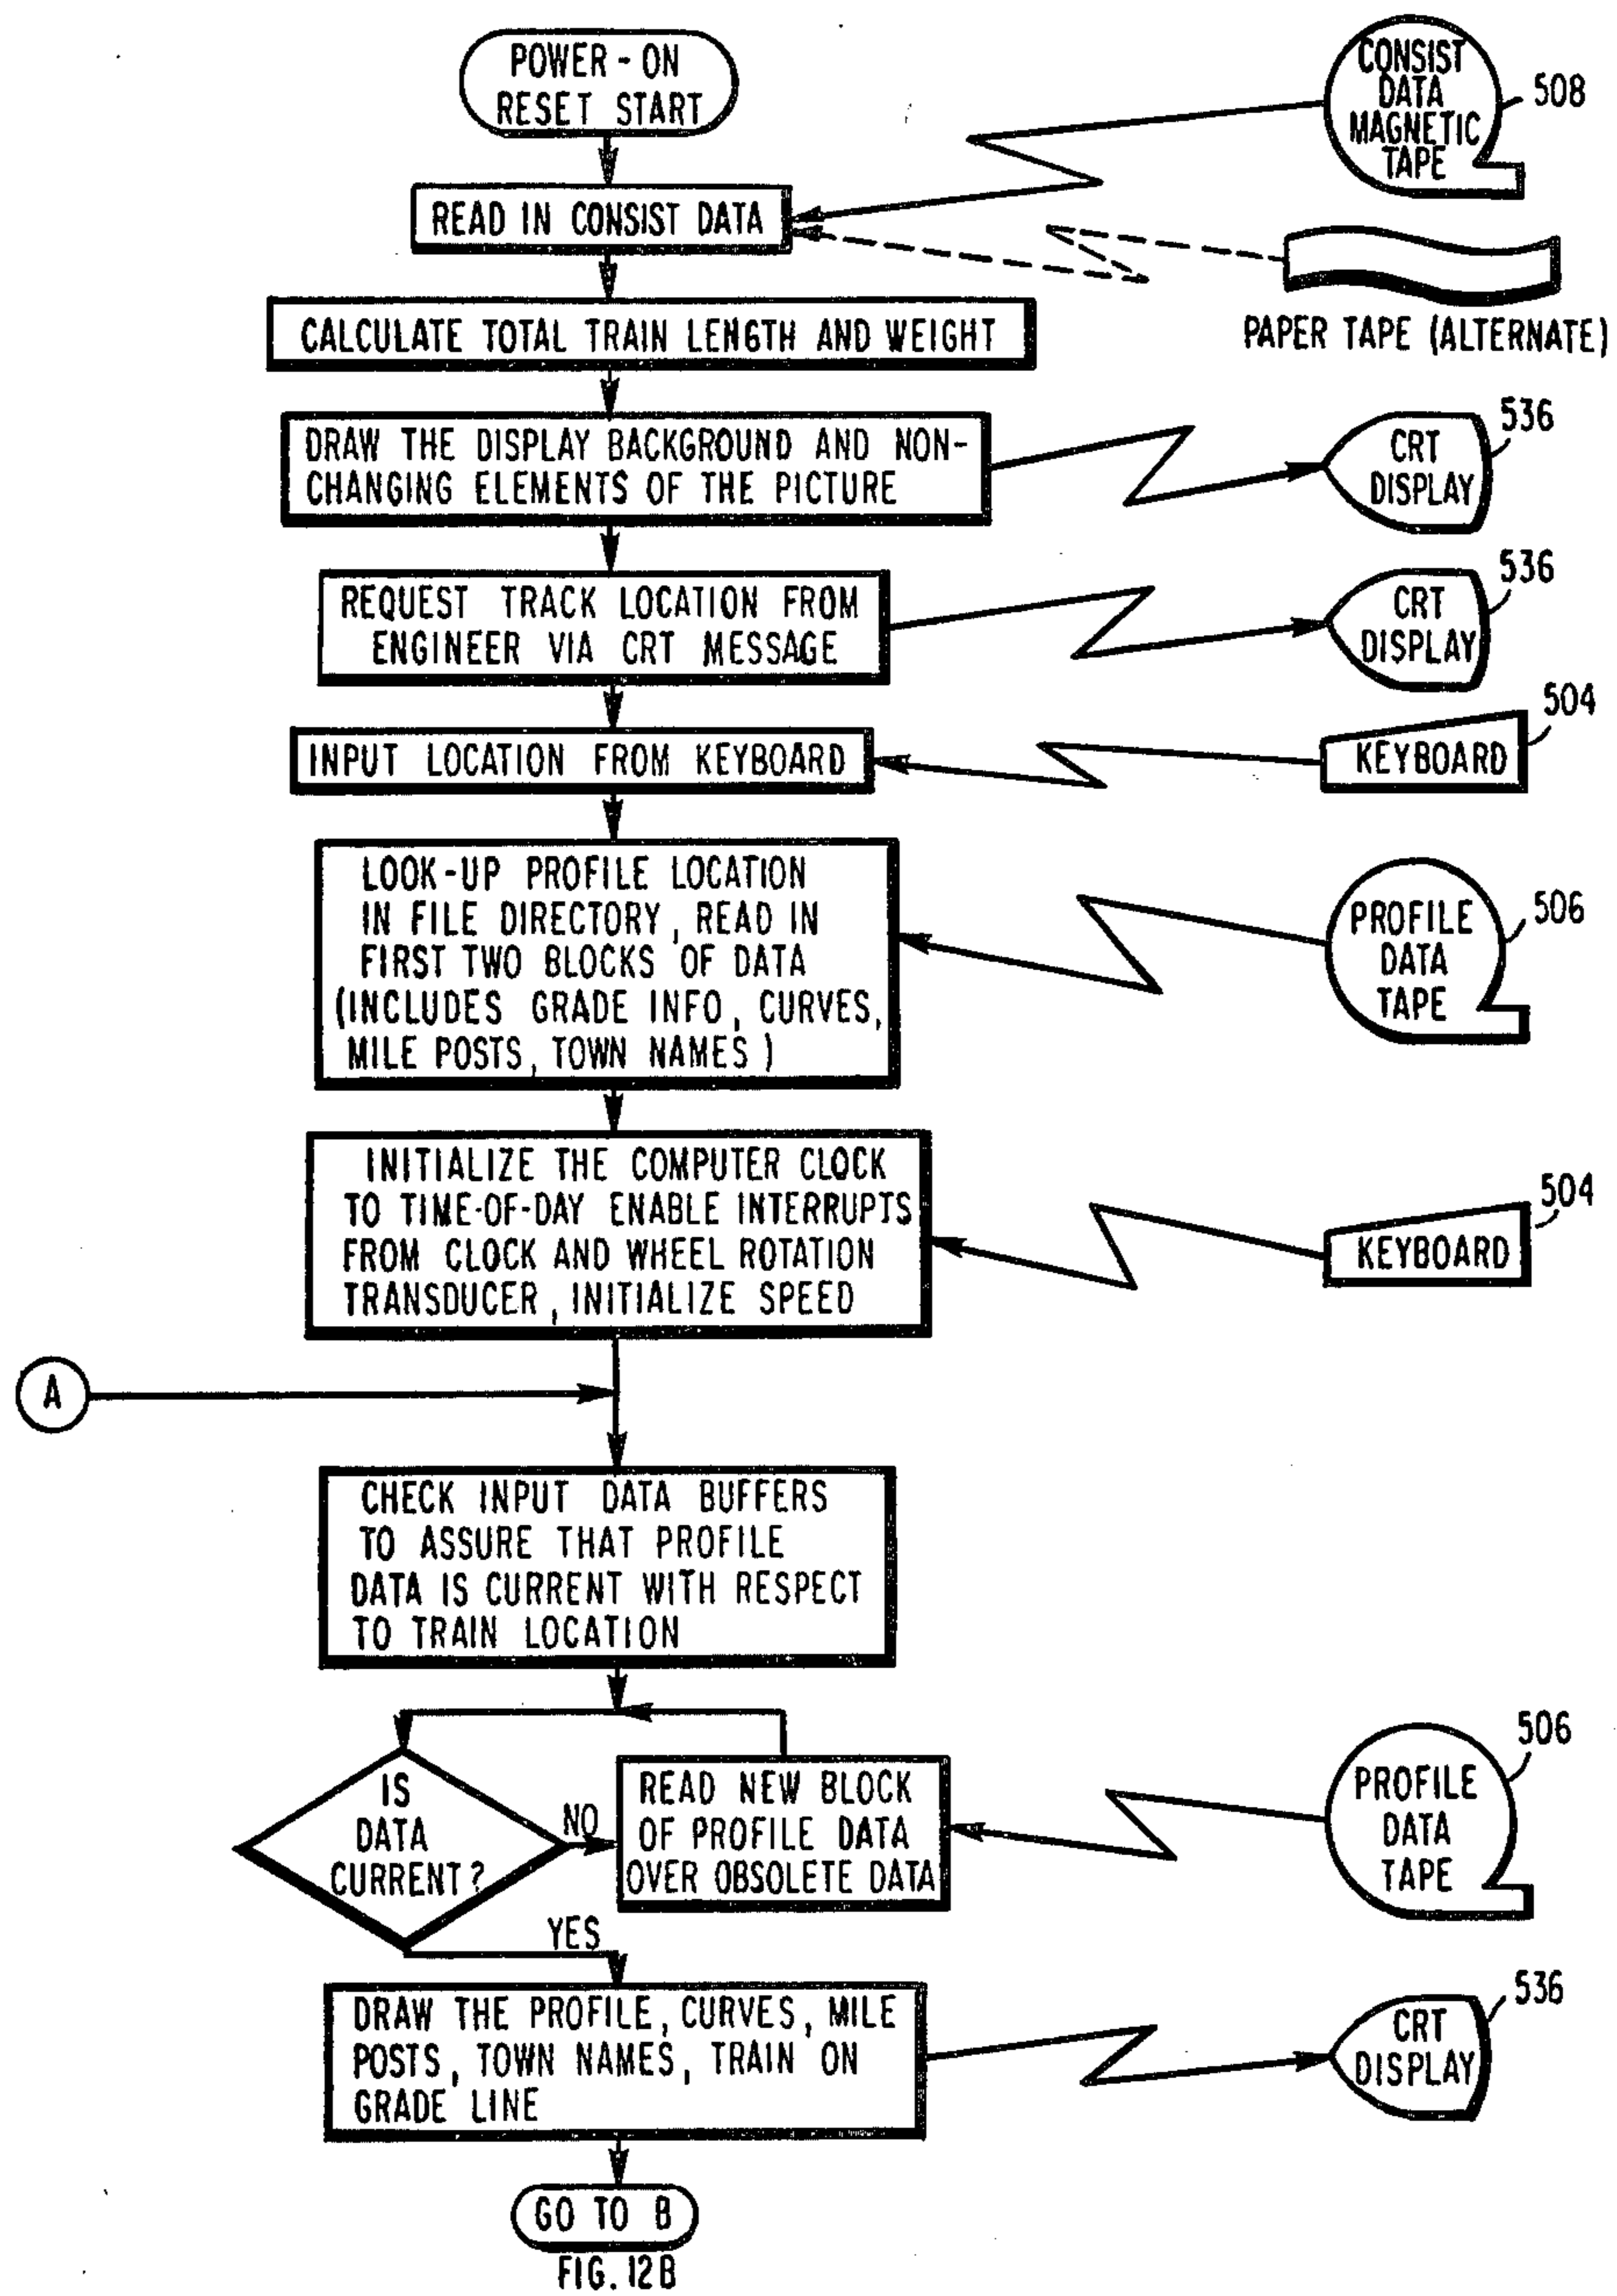 POWER-ON
RESET START
CONSIST
DATA
MAGNETIC
TAPE
508
READ IN CONSIST DATA
PAPER TAPE (ALTERNATE)
CALCULATE TOTAL TRAIN LENGTH AND WEIGHT
DRAW THE DISPLAY BACKGROUND AND NON-
CHANGING ELEMENTS OF THE PICTURE
CRT
DISPLAY
536
REQUEST TRACK LOCATION FROM
ENGINEER VIA CRT MESSAGE
CRT
DISPLAY
536
INPUT LOCATION FROM KEYBOARD
KEYBOARD
504
LOOK-UP PROFILE LOCATION
IN FILE DIRECTORY, READ IN
FIRST TWO BLOCKS OF DATA
(INCLUDES GRADE INFO, CURVES,
MILE POSTS, TOWN NAMES)
PROFILE
DATA
TAPE
506
INITIALIZE THE COMPUTER CLOCK
TO TIME-OF-DAY ENABLE INTERRUPTS
FROM CLOCK AND WHEEL ROTATION
TRANSDUCER, INITIALIZE SPEED
KEYBOARD
504
A
CHECK INPUT DATA BUFFERS
TO ASSURE THAT PROFILE
DATA IS CURRENT WITH RESPECT
TO TRAIN LOCATION
IS
DATA
CURRENT?
NO
READ NEW BLOCK
OF PROFILE DATA
OVER OBSOLETE DATA
PROFILE
DATA
TAPE
506
YES
DRAW THE PROFILE, CURVES, MILE
POSTS, TOWN NAMES, TRAIN ON
GRADE LINE
CRT
DISPLAY
536
GO TO B
FIG. 12B